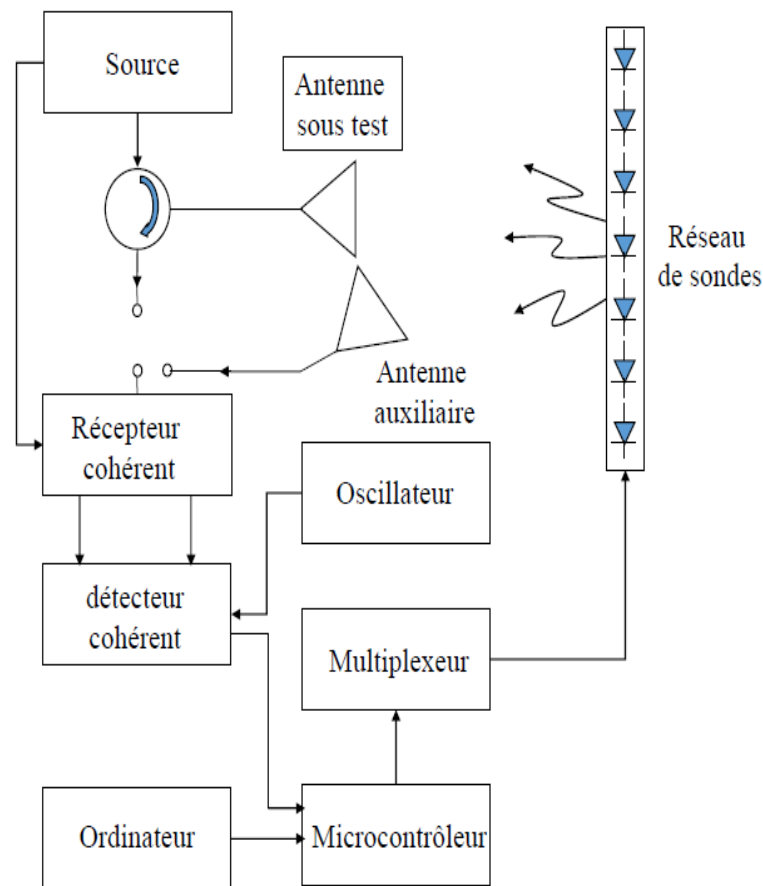 Source
Antenne
sous test
Réseau
de sondes
Antenne
auxiliaire
Récepteur
cohérent
Oscillateur
détecteur
cohérent
Multiplexeur
Ordinateur
Microcontrôleur